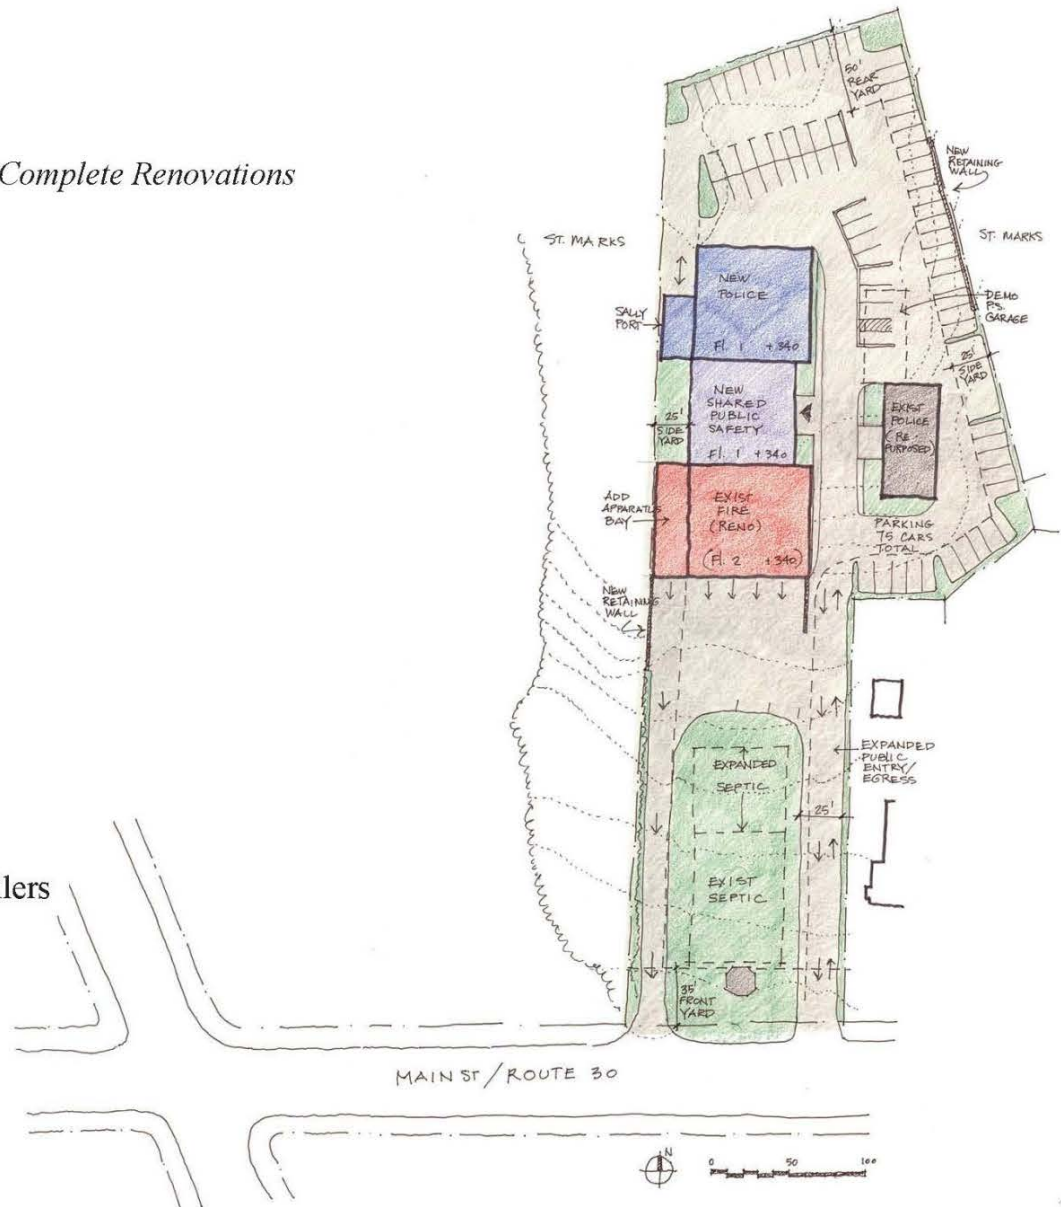 Complete Renovations
50'
REAR
YARD
NEW
RETAINING
WALL
ST. MARKS
ST. MARKS
NEW
POLICE
Fl. 1 +340
SALLY
PORT
DEMO
P.S.
GARAGE
25'
SIDE
YARD
NEW
SHARED
PUBLIC
SAFETY
Fl. 1 +340
25'
SIDE
YARD
EXIST
POLICE
(RE
PURPOSED)
ADD
APPARATUS
BAY
EXIST
FIRE
(RENO)
(Fl. 2 +340)
PARKING
75 CARS
TOTAL
NEW
RETAINING
WALL
EXPANDED
SEPTIC
EXPANDED
PUBLIC
ENTRY/
EGRESS
25'
EXIST
SEPTIC
lers
35'
FRONT
YARD
MAIN ST / ROUTE 30
N
0 50 100